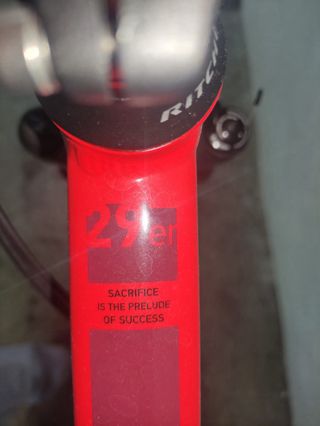 RITCH
29er
SACRIFICE
IS THE PRELUDE
OF SUCCESS